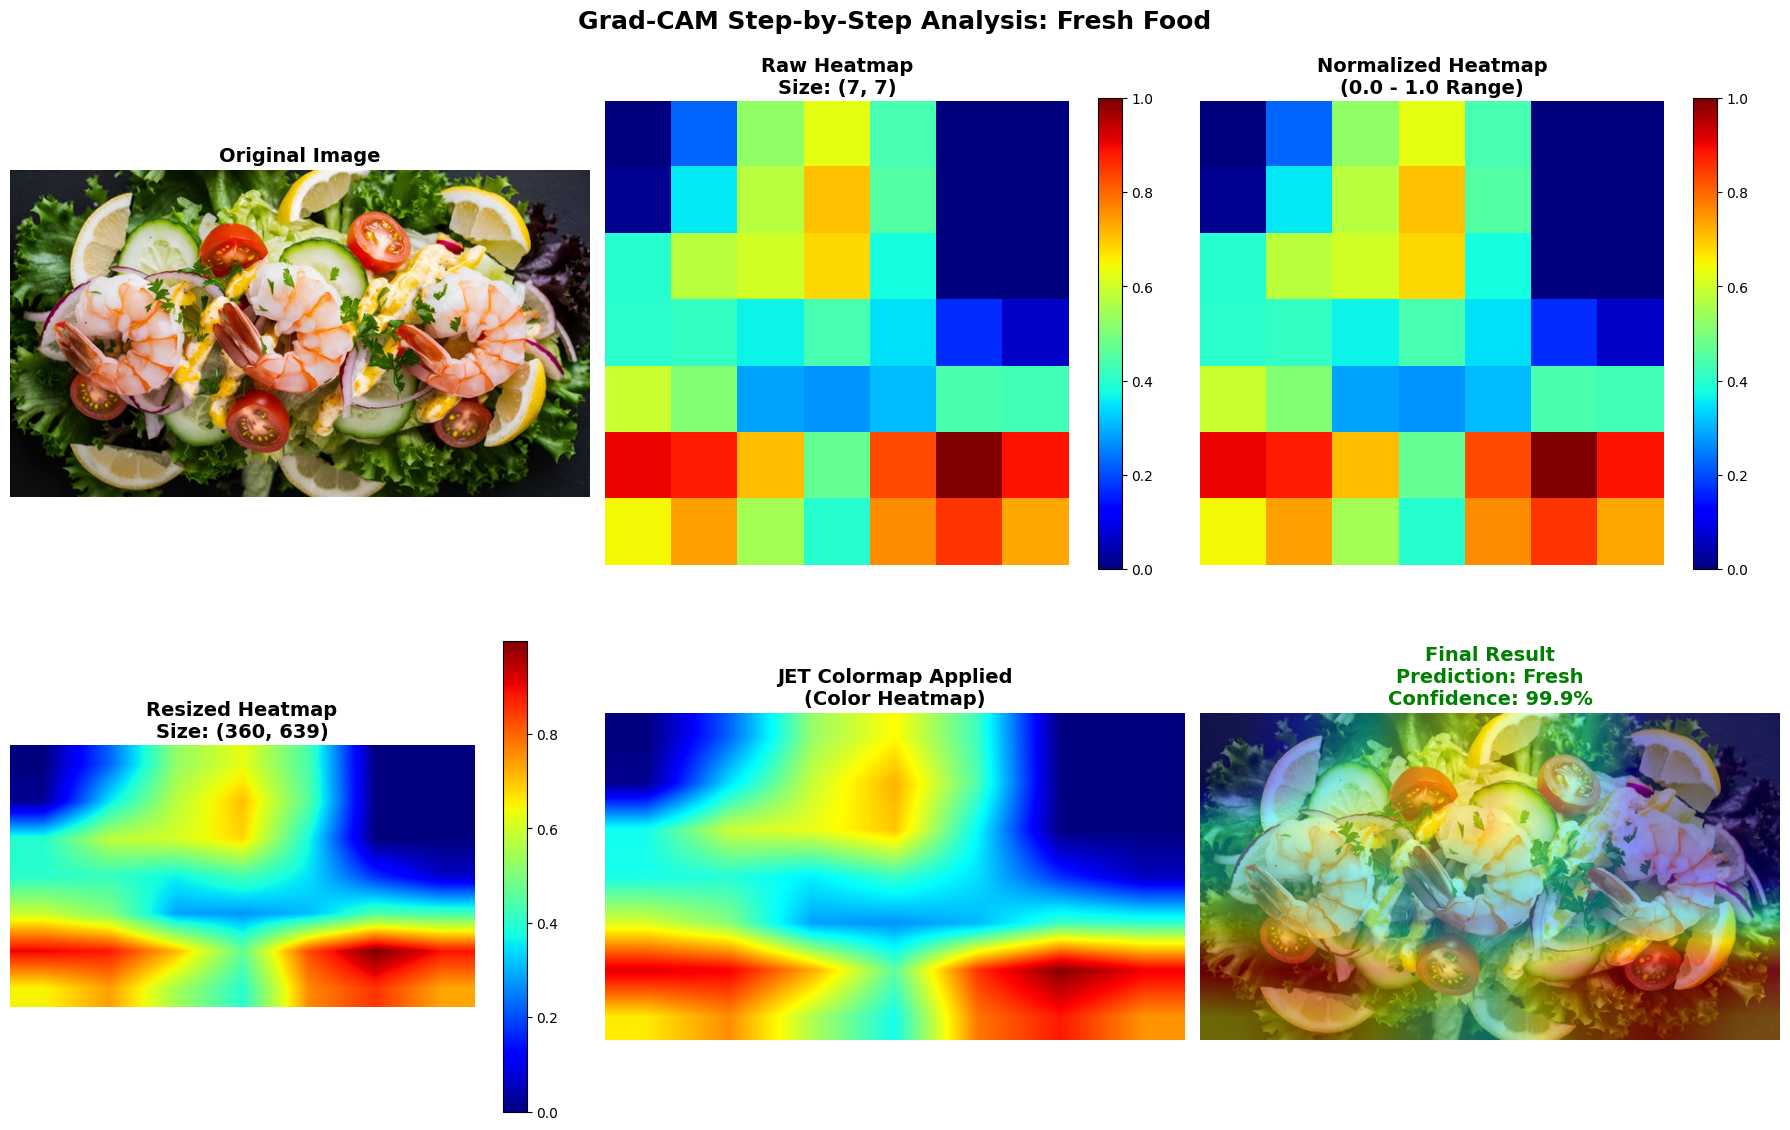 Grad-CAM Step-by-Step Analysis: Fresh Food
Original Image
Raw Heatmap
Size: (7, 7)
1.0
0.8
0.6
0.4
0.2
0.0
Normalized Heatmap
(0.0 - 1.0 Range)
1.0
0.8
0.6
0.4
0.2
0.0
Resized Heatmap
Size: (360, 639)
0.8
0.6
0.4
0.2
0.0
JET Colormap Applied
(Color Heatmap)
Final Result
Prediction: Fresh
Confidence: 99.9%